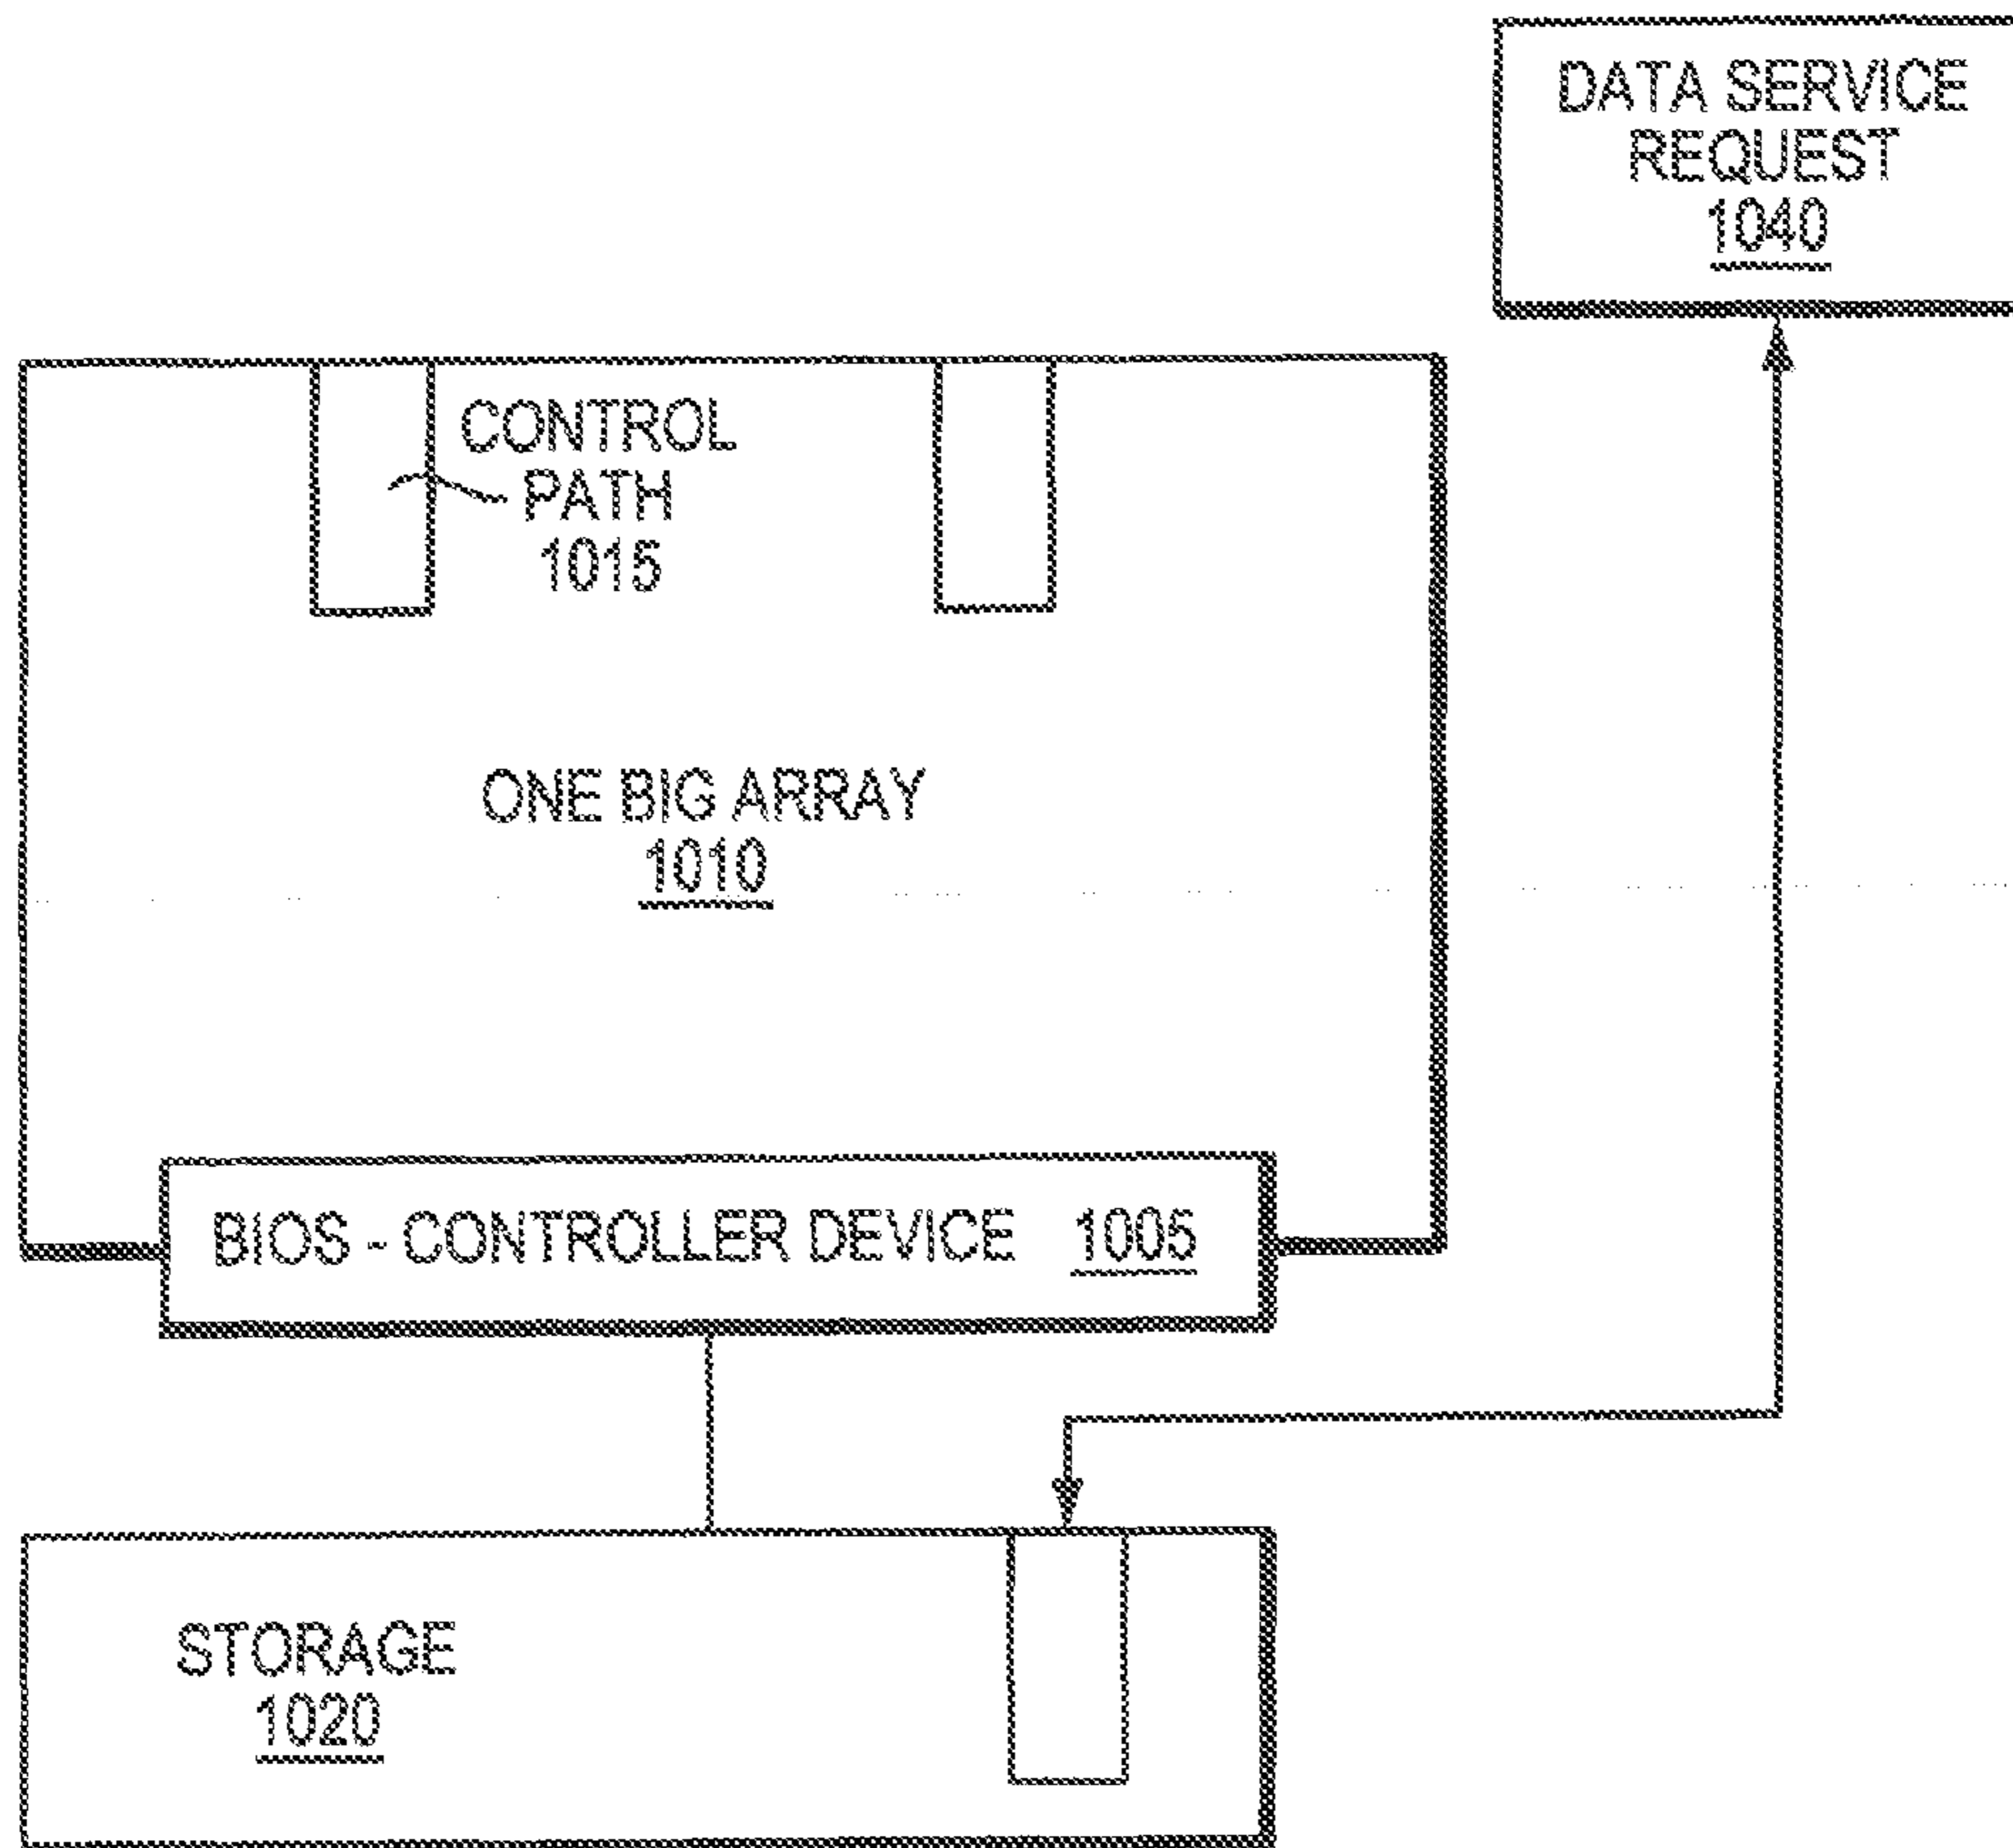 DATA SERVICE
REQUEST
1040
CONTROL
PATH
1015
ONE BIG ARRAY
1010
BIOS - CONTROLLER DEVICE 1005
STORAGE
1020